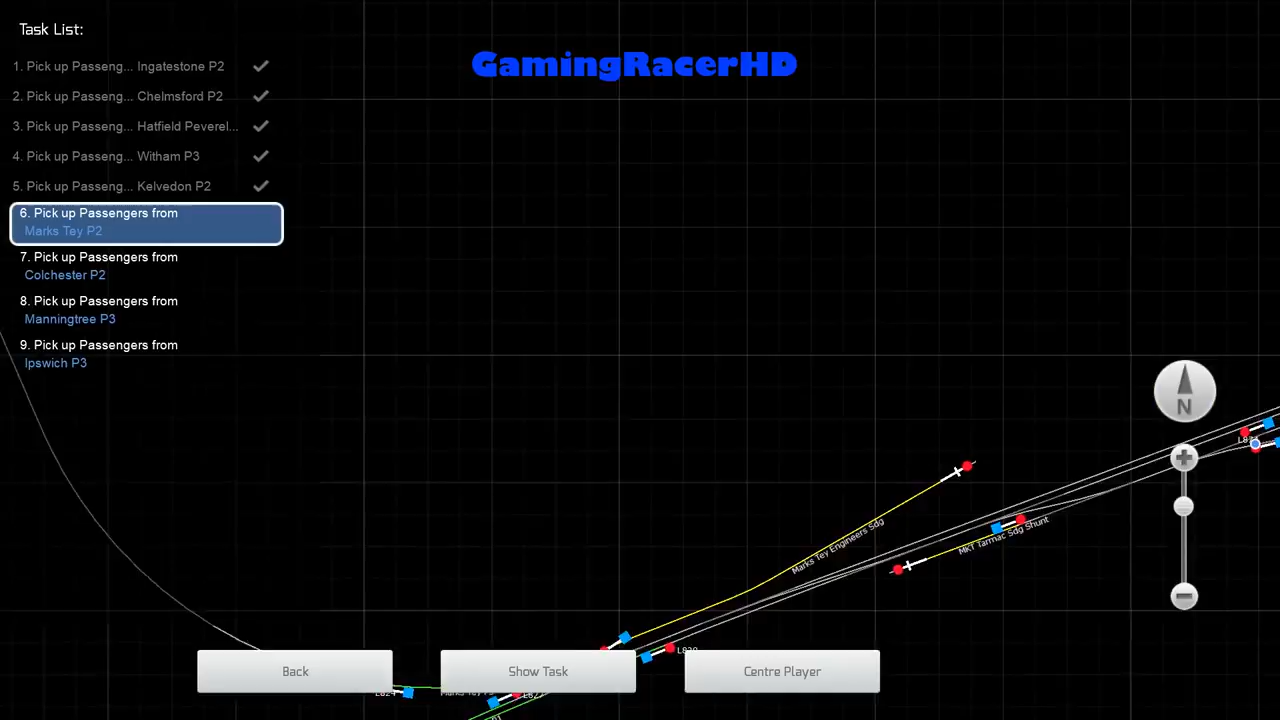 Task List:
GamingRacerHD
1. Pick up Passeng... Ingatestone P2
2. Pick up Passeng... Chelmsford P2
3. Pick up Passeng... Hatfield Peverel...
4. Pick up Passeng... Witham P3
5. Pick up Passeng... Kelvedon P2
6. Pick up Passengers from
Marks Tey P2
7. Pick up Passengers from
Colchester P2
8. Pick up Passengers from
Manningtree P3
9. Pick up Passengers from
Ipswich P3
N
Marks Tey Engineers Sdg
MKT Tarmac Sdg Shunt
Back
Show Task
Centre Player